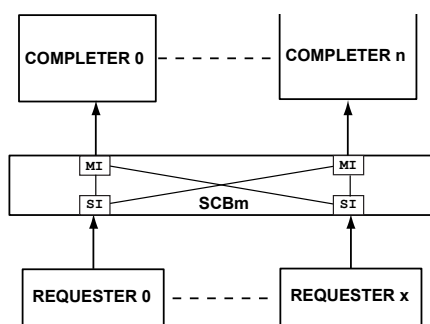 COMPLETER 0
COMPLETER n
MI
MI
SI
SCBm
SI
REQUESTER 0
REQUESTER x